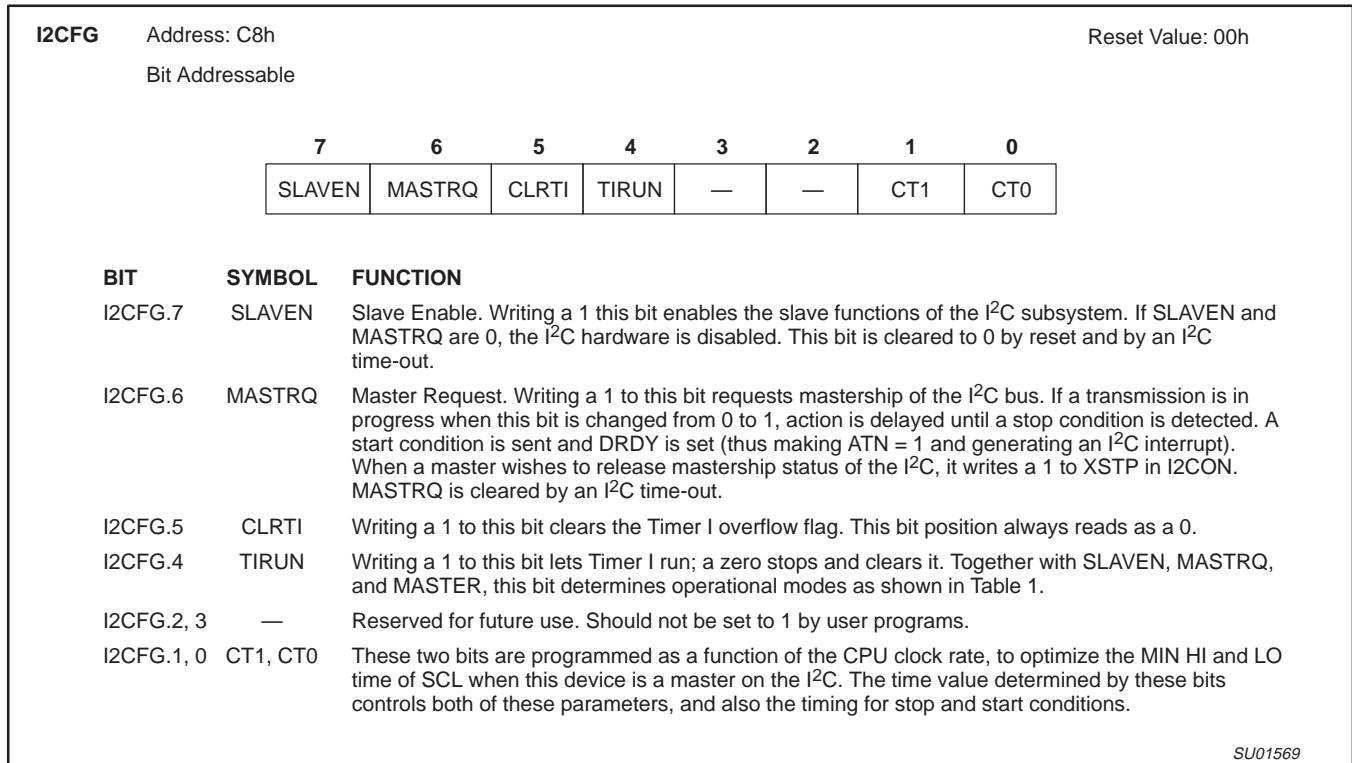 I2CFG Address: C8h Reset Value: 00h
Bit Addressable
7 6 5 4 3 2 1 0
SLAVEN MASTRQ CLRTI TIRUN — — CT1 CT0
BIT SYMBOL FUNCTION
I2CFG.7 SLAVEN Slave Enable. Writing a 1 this bit enables the slave functions of the I2C subsystem. If SLAVEN and
MASTRQ are 0, the I2C hardware is disabled. This bit is cleared to 0 by reset and by an I2C
time-out.
I2CFG.6 MASTRQ Master Request. Writing a 1 to this bit requests mastership of the I2C bus. If a transmission is in
progress when this bit is changed from 0 to 1, action is delayed until a stop condition is detected. A
start condition is sent and DRDY is set (thus making ATN = 1 and generating an I2C interrupt).
When a master wishes to release mastership status of the I2C, it writes a 1 to XSTP in I2CON.
MASTRQ is cleared by an I2C time-out.
I2CFG.5 CLRTI Writing a 1 to this bit clears the Timer I overflow flag. This bit position always reads as a 0.
I2CFG.4 TIRUN Writing a 1 to this bit lets Timer I run; a zero stops and clears it. Together with SLAVEN, MASTRQ,
and MASTER, this bit determines operational modes as shown in Table 1.
I2CFG.2, 3 — Reserved for future use. Should not be set to 1 by user programs.
I2CFG.1, 0 CT1, CT0 These two bits are programmed as a function of the CPU clock rate, to optimize the MIN HI and LO
time of SCL when this device is a master on the I2C. The time value determined by these bits
controls both of these parameters, and also the timing for stop and start conditions.
SU01569